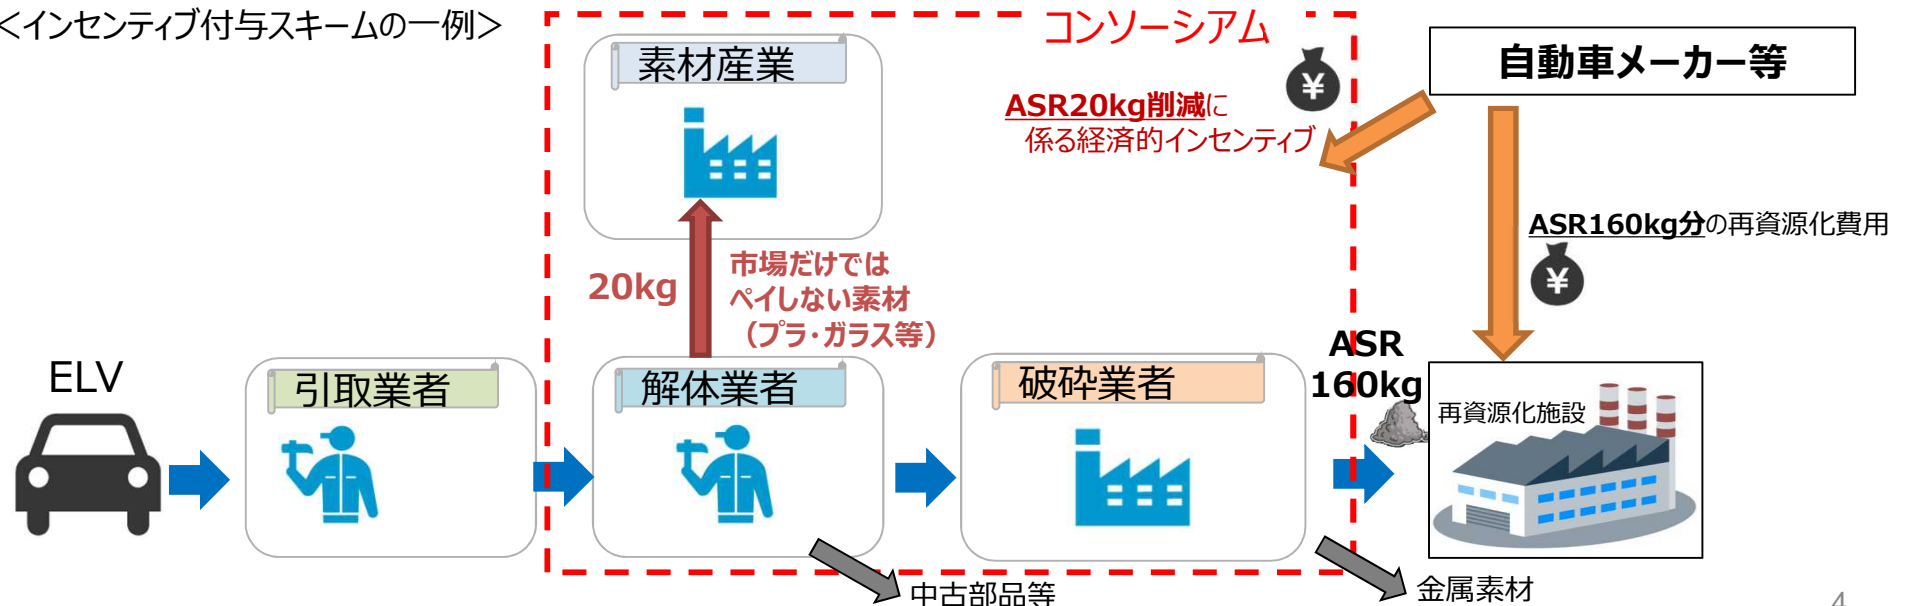 <インセンティブ付与スキームの一例>
コンソーシアム
素材産業
¥
自動車メーカー等
ASR20kg削減に
係る経済的インセンティブ
ASR160kg分の再資源化費用
¥
20kg
市場だけでは
ペイしない素材
（プラ・ガラス等）
ELV
引取業者
解体業者
破砕業者
ASR
160kg
再資源化施設
中古部品等
金属素材
4